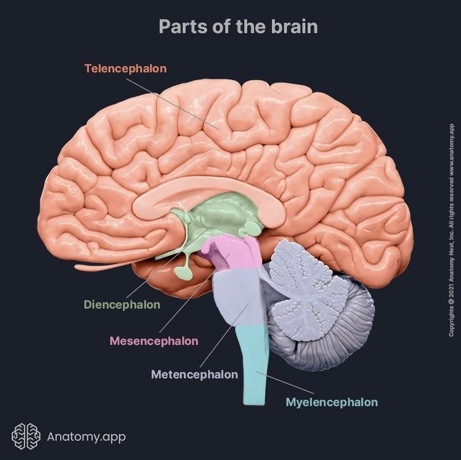 Parts of the brain
Telencephalon
Diencephalon
Mesencephalon
Metencephalon
Myelencephalon
Anatomy.app
Copyrights @ 2021 Anatomy Next, Inc. All rights reserved www.anatomy.app